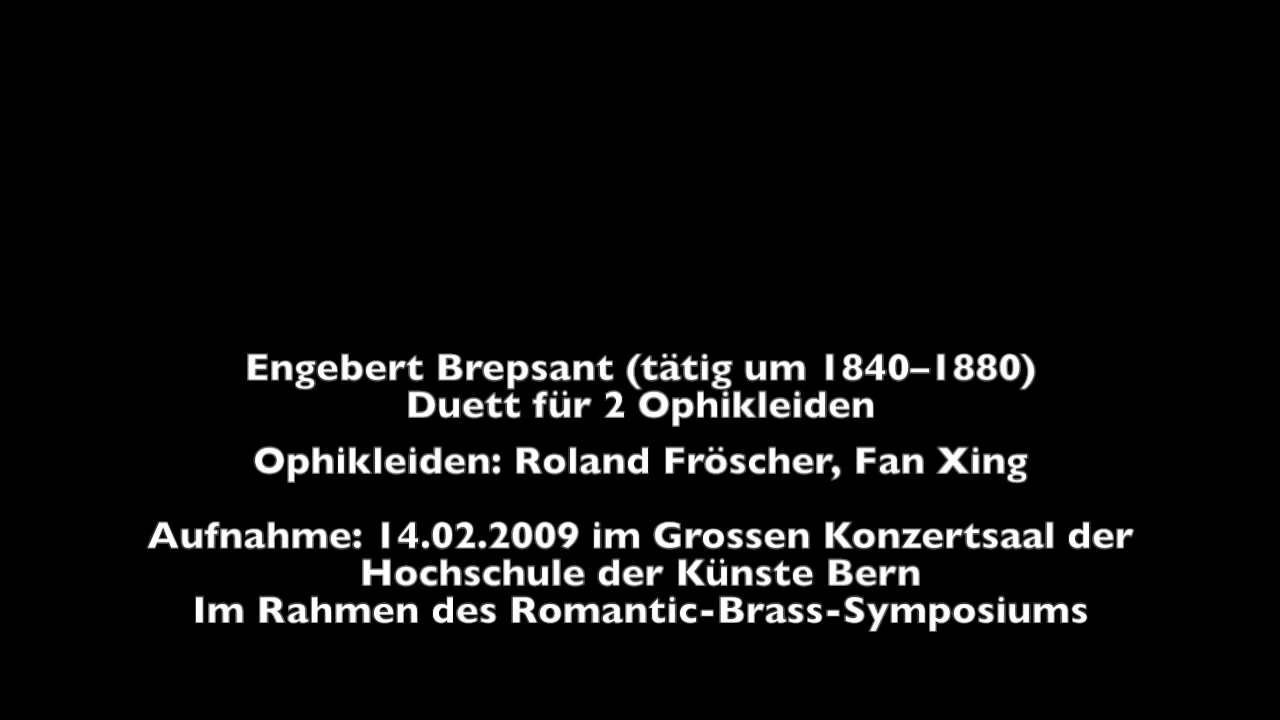 Engebert Brepsant (tätig um 1840–1880)
Duett für 2 Ophikleiden
Ophikleiden: Roland Fröscher, Fan Xing
Aufnahme: 14.02.2009 im Grossen Konzertsaal der
Hochschule der Künste Bern
Im Rahmen des Romantic-Brass-Symposiums